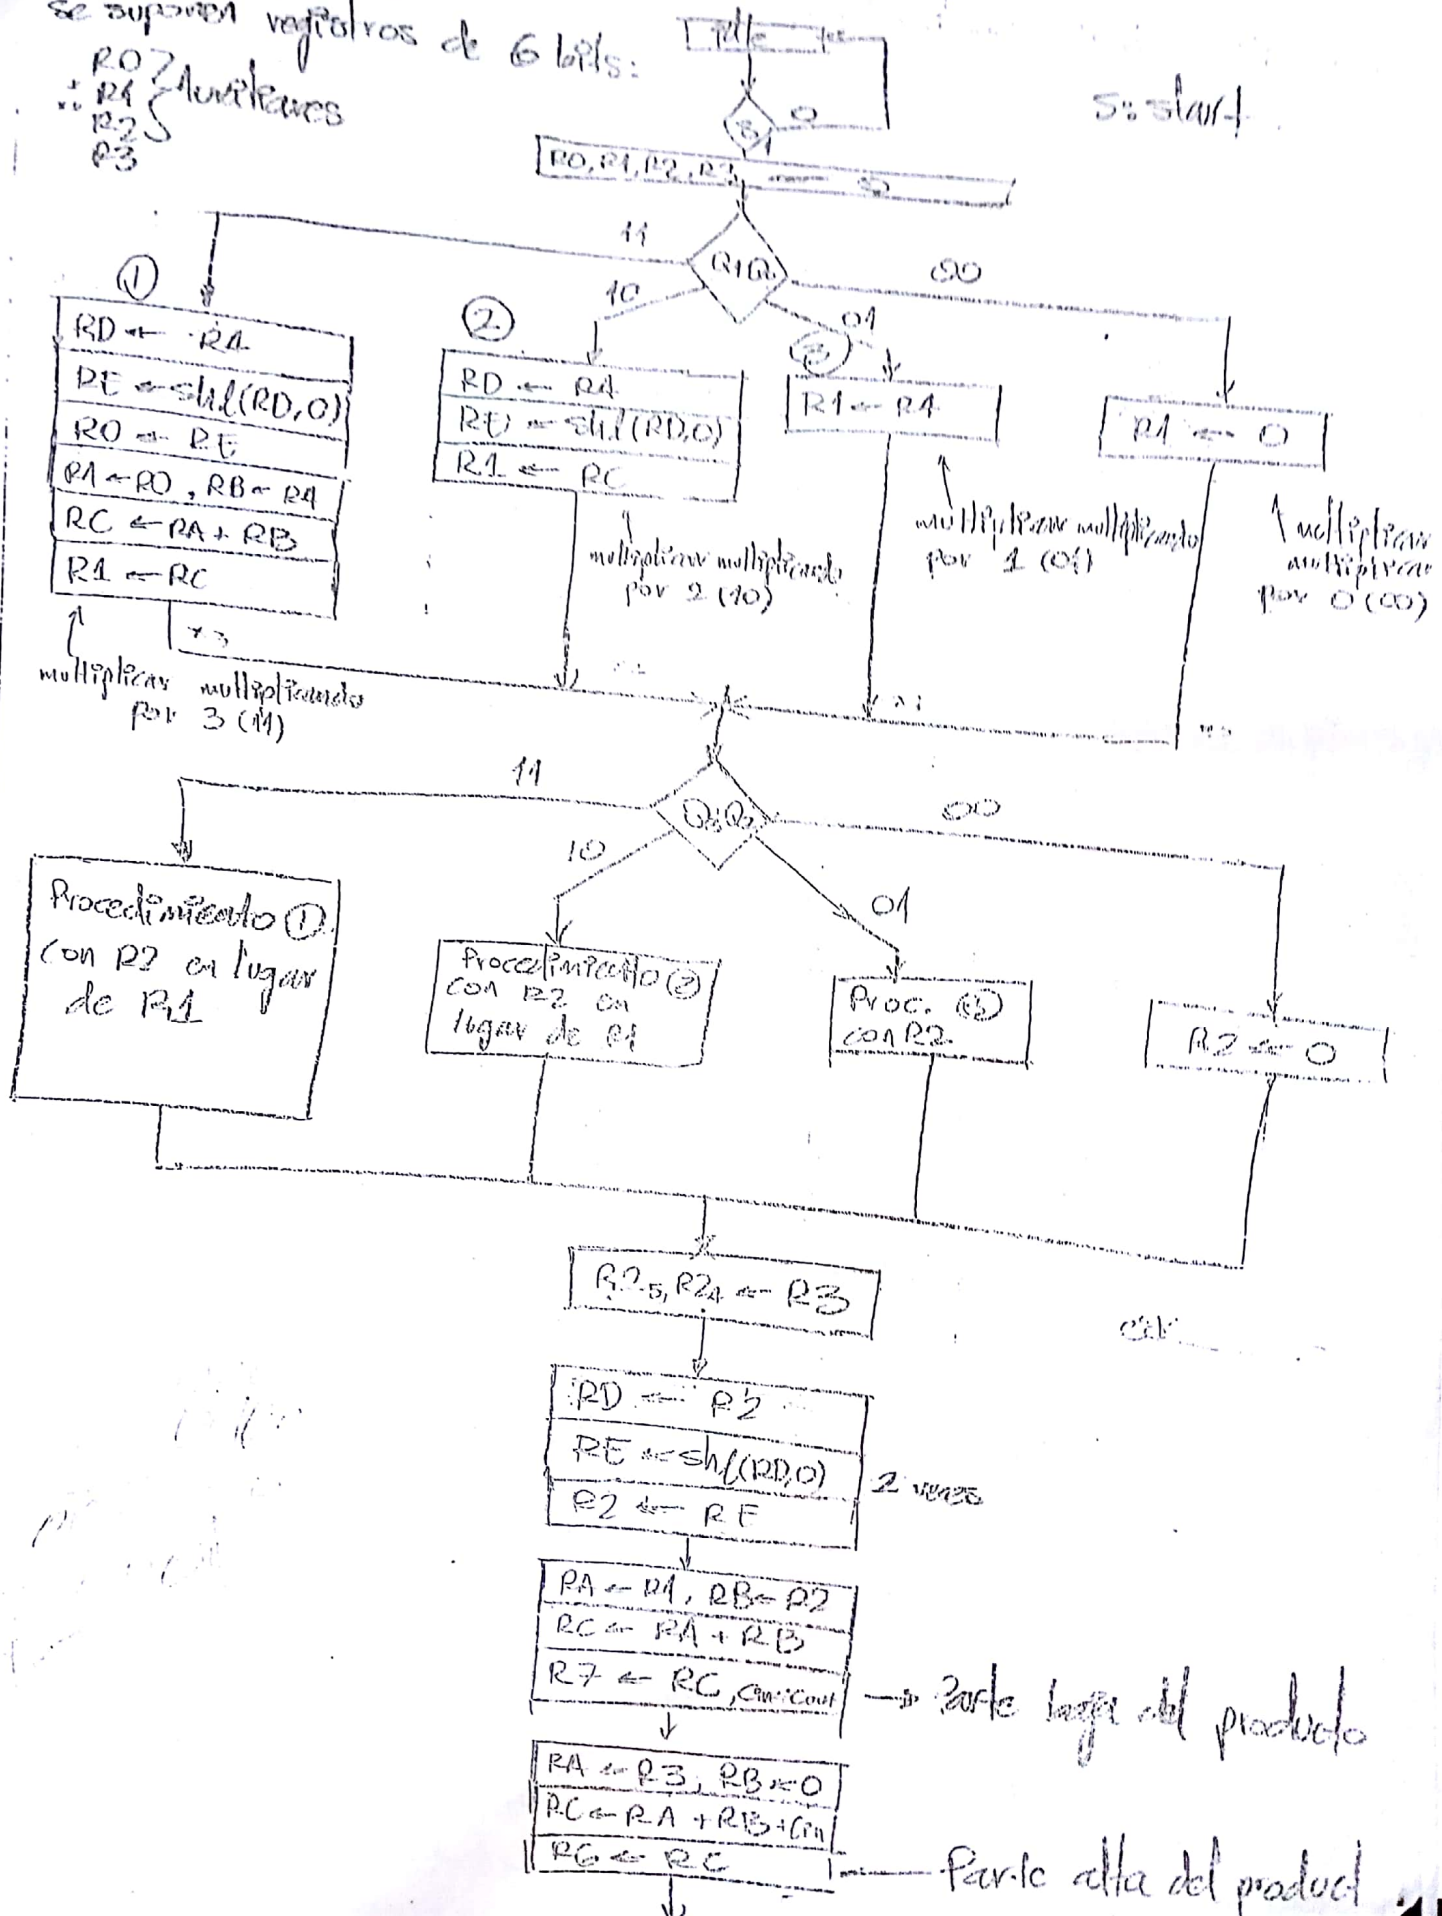 se suponen registros de 6 bits:
R0
R1
R2
R3
Auxiliares
idle
S
0
1
S: start
R0, R1, R2, R3
11
10
01
00
1
RD ← R4
RE ← shl(RD,0)
R0 ← RE
RA ← R0, RB ← R4
RC ← RA + RB
R1 ← RC
x3
multiplicar multiplicando
por 3 (11)
2
RD ← R4
RE ← shl(RD,0)
R1 ← RC
multiplicar multiplicando
por 2 (10)
3
R1 ← R4
multiplicar multiplicando
por 1 (01)
R1 ← 0
multiplicar
por 0 (00)
11
10
01
00
Procedimiento 1
con R2 en lugar
de R1
Procedimiento 2
con R2 en
lugar de R1
Proc. 3
con R2
R2 ← 0
R2₅, R2₄ ← R3
RD ← R2
RE ← shl(RD,0)
R2 ← RE
2 veces
RA ← R1, RB ← R2
RC ← RA + RB
R7 ← RC,
→ Parte baja del producto
RA ← R3, RB ← 0
RC ← RA + RB + Cin
R6 ← RC
Parte alta del product